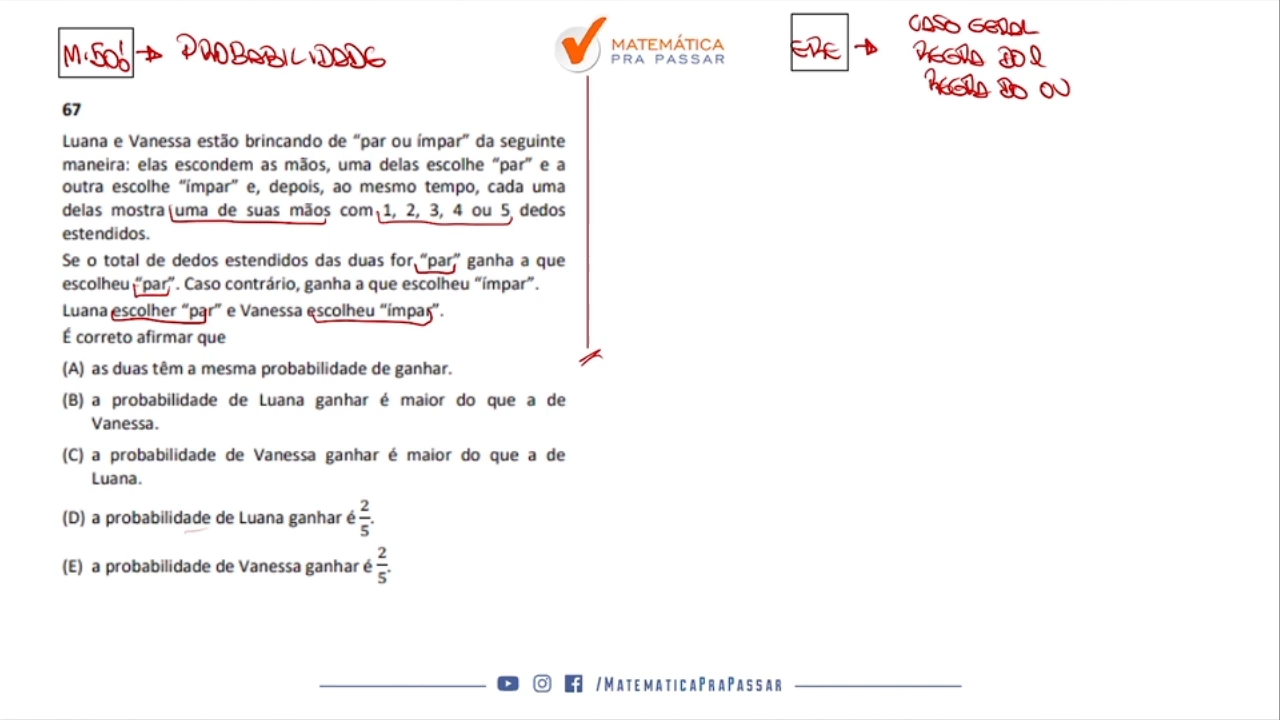 PROBABILIDADE
MATEMÁTICA
PRA PASSAR
CASO GERAL
REGRA DO E
REGRA DO OU
67
Luana e Vanessa estão brincando de “par ou ímpar” da seguinte
maneira: elas escondem as mãos, uma delas escolhe “par” e a
outra escolhe “ímpar” e, depois, ao mesmo tempo, cada uma
delas mostra uma de suas mãos com 1, 2, 3, 4 ou 5 dedos
estendidos.
Se o total de dedos estendidos das duas for “par” ganha a que
escolheu “par”. Caso contrário, ganha a que escolheu “ímpar”.
Luana escolher “par” e Vanessa escolheu “ímpar”.
É correto afirmar que
(A) as duas têm a mesma probabilidade de ganhar.
(B) a probabilidade de Luana ganhar é maior do que a de
Vanessa.
(C) a probabilidade de Vanessa ganhar é maior do que a de
Luana.
(D) a probabilidade de Luana ganhar é 2/5.
(E) a probabilidade de Vanessa ganhar é 2/5.
/MATEMATICAPRAPASSAR